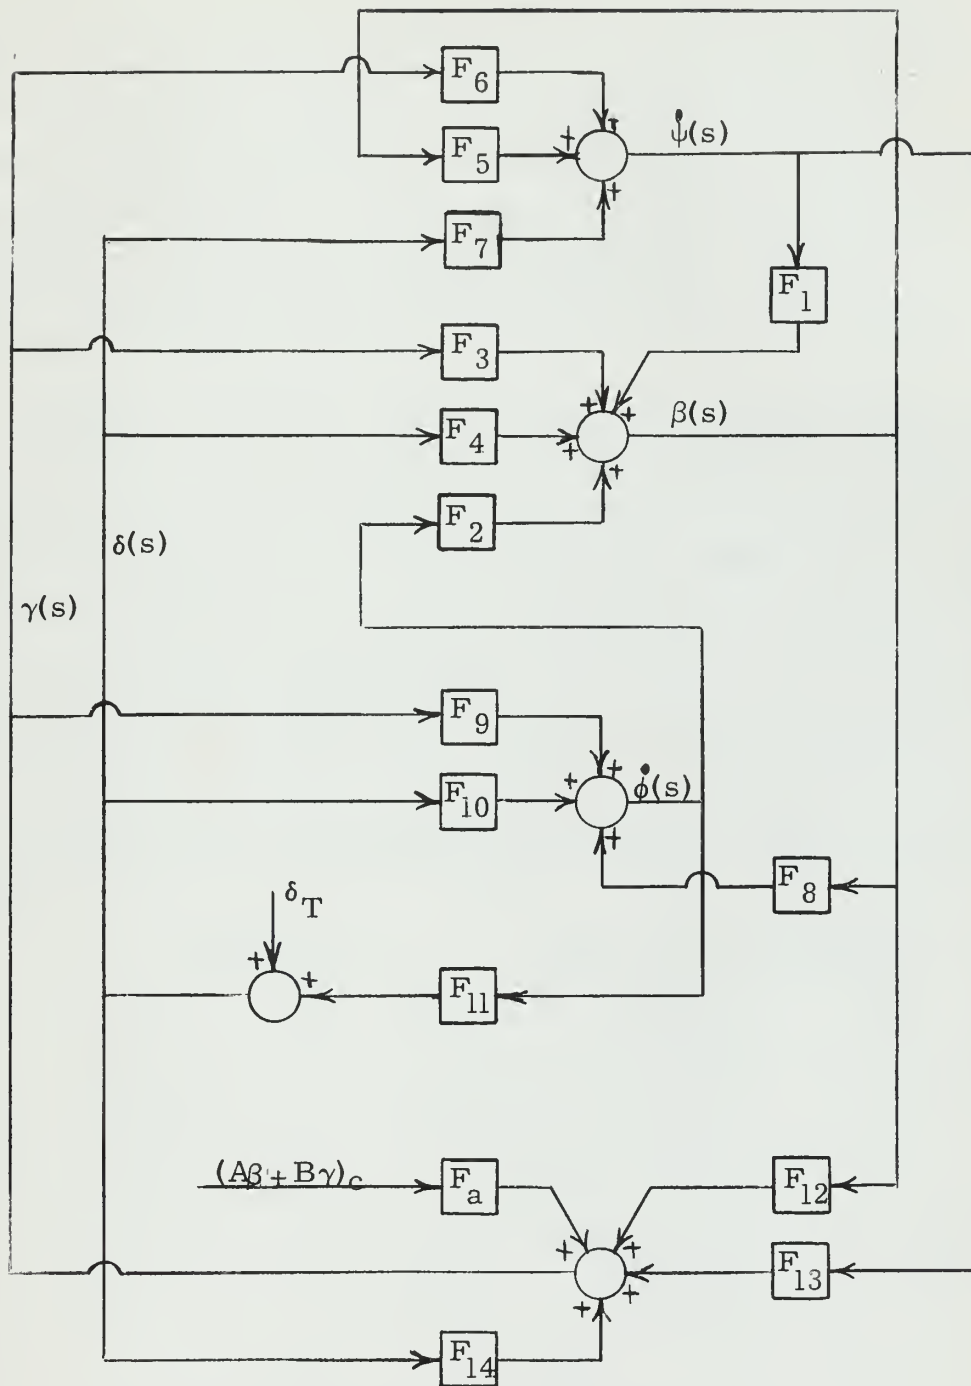 F6
+
F5
+
ψ̇(s)
F7
+
F1
F3
+
+
β(s)
F4
+
F2
+
δ(s)
γ(s)
F9
+
F10
+
φ̇(s)
+
F8
δT
+
+
F11
(Aβ + Bγ)c
Fa
F12
+
+
F13
+
+
F14